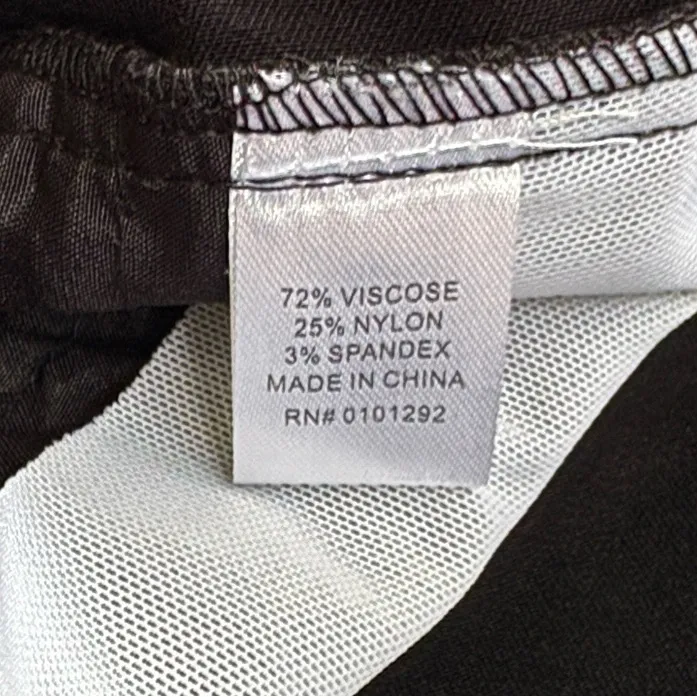 72% VISCOSE
25% NYLON
3% SPANDEX
MADE IN CHINA
RN# 0101292